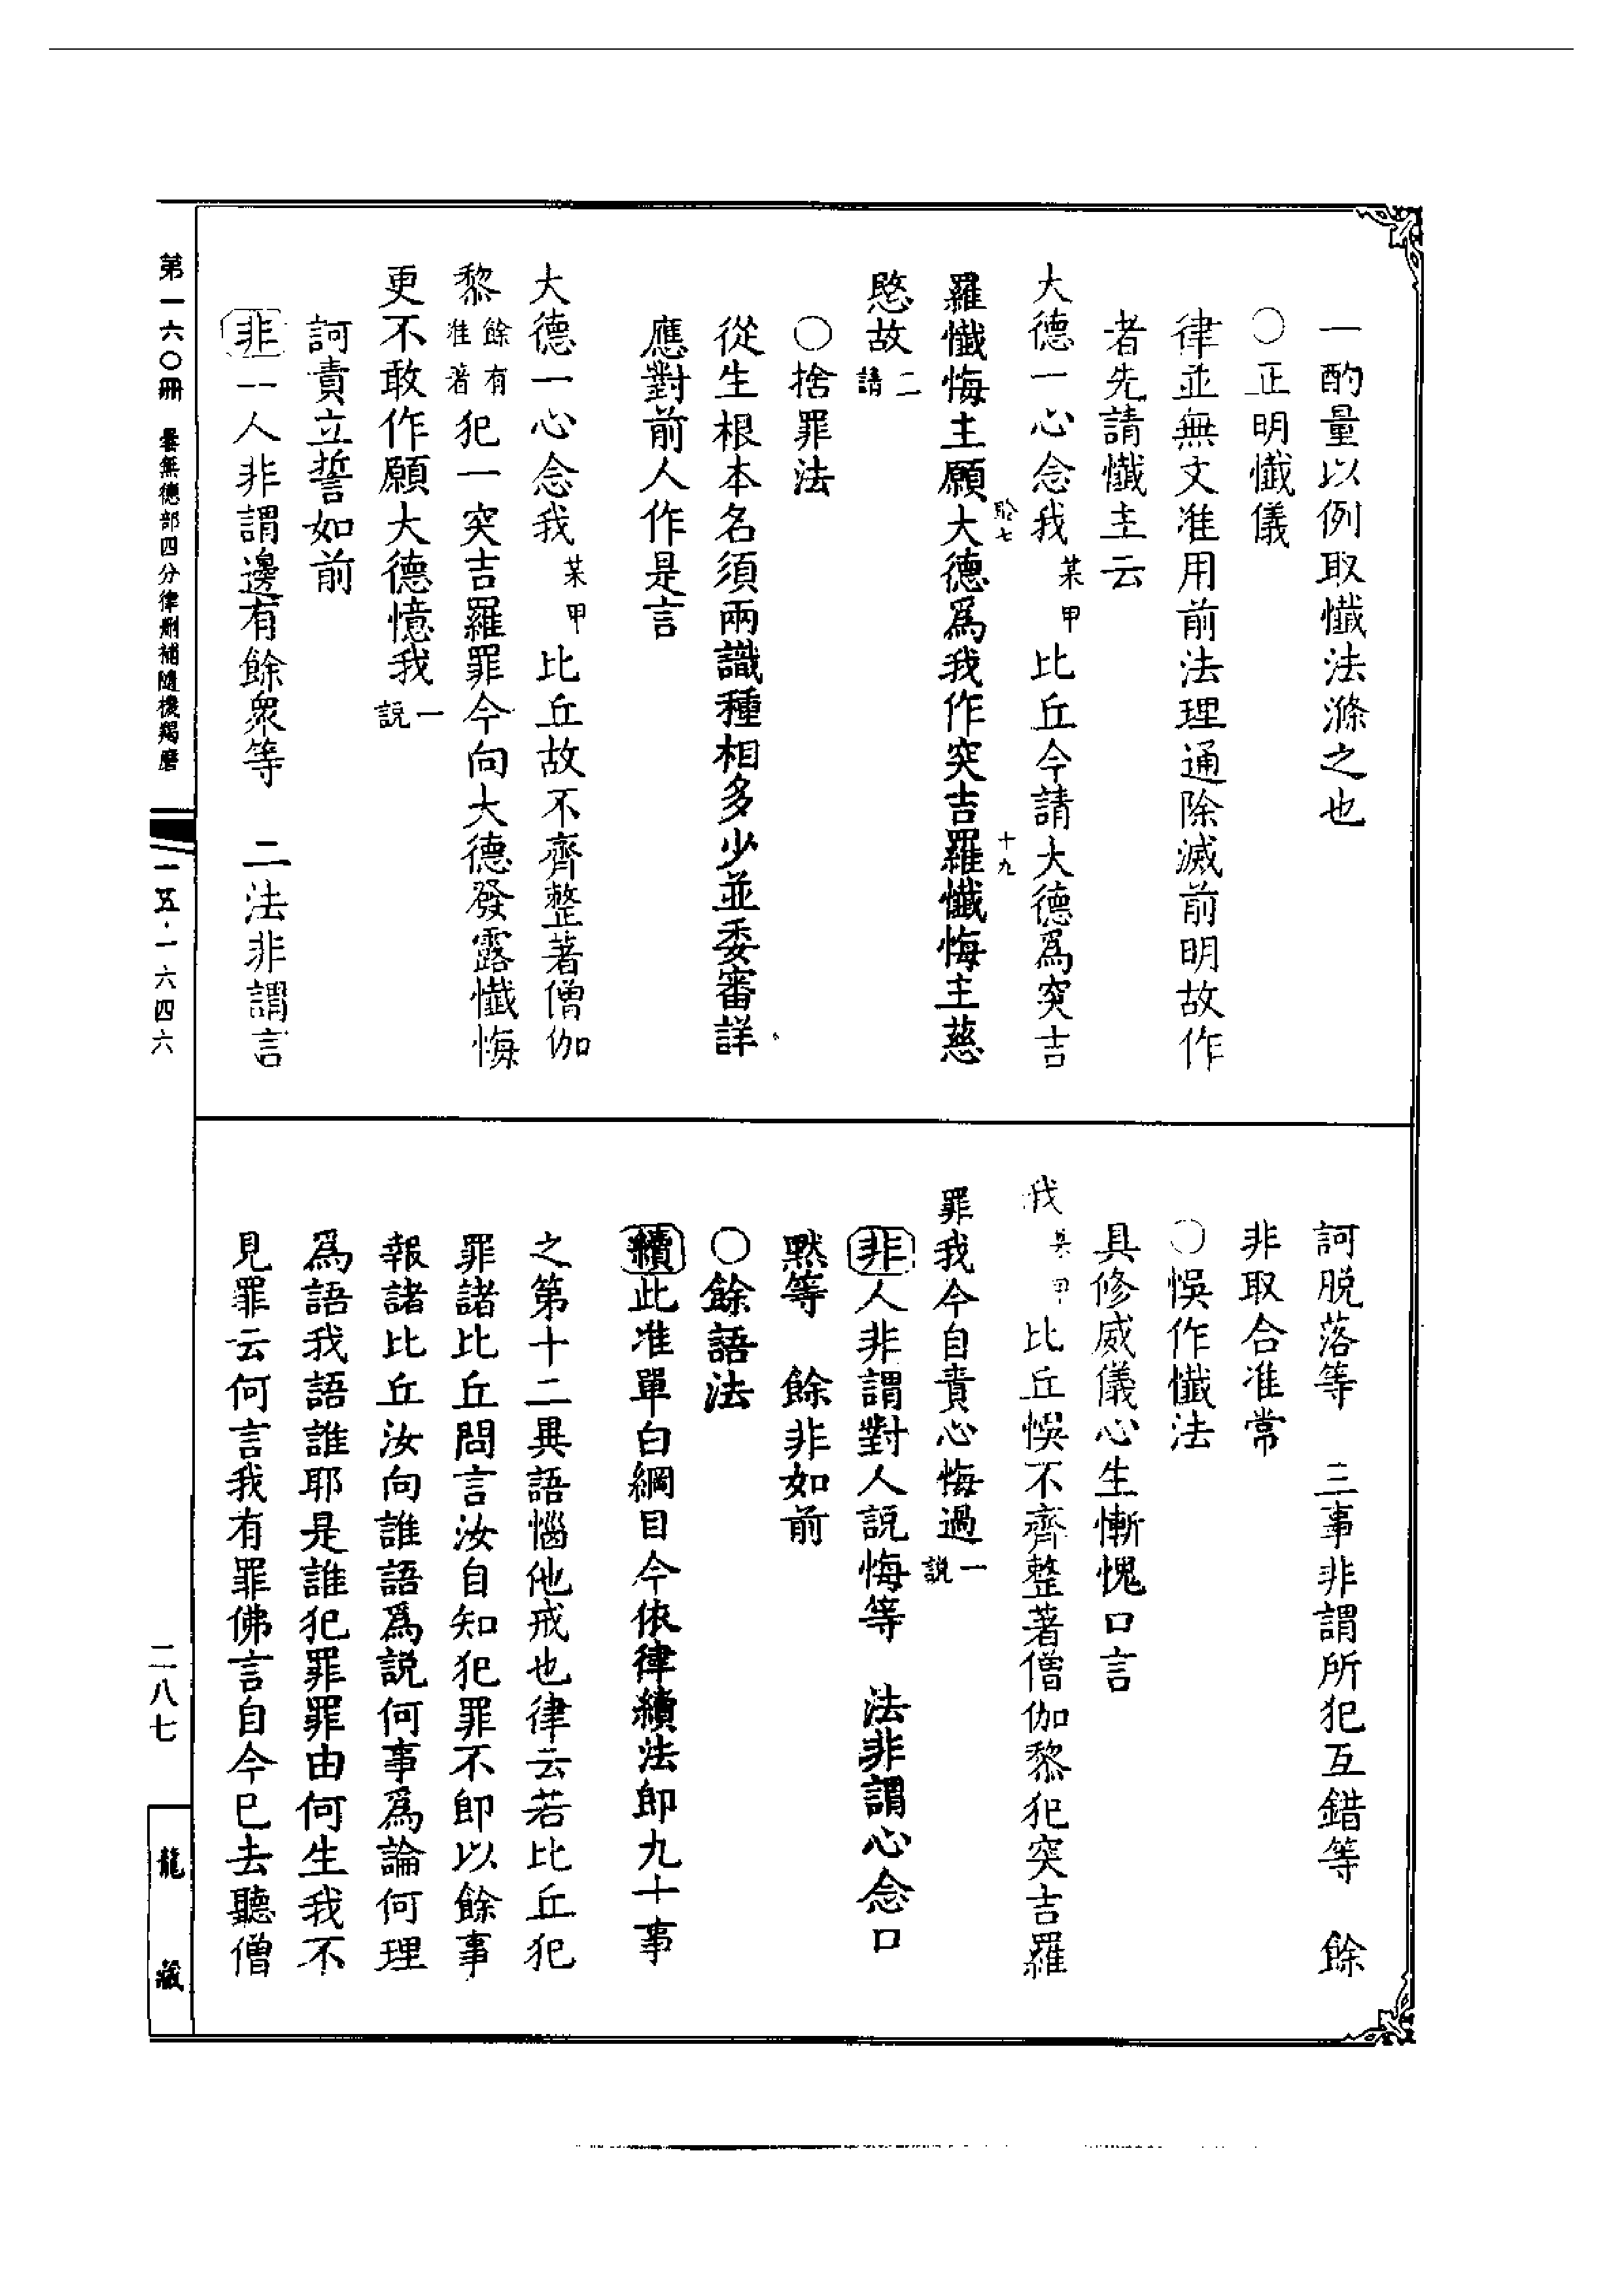 一酌量以例取懺法滌之也
○正明懺儀
律並無文准用前法理通除滅前明故作
者先請懺主云
大德一心念我某甲比丘今請大德為突吉
羅懺悔主願大德為我作突吉羅懺悔主慈
愍故二請
○捨罪法
從生根本名須兩識種相多少並委審詳
應對前人作是言
大德一心念我某甲比丘故不齊整著僧伽
黎餘有准著犯一突吉羅罪今向大德發露懺悔
更不敢作願大德憶我一説
訶責立誓如前
非一人非謂邊有餘衆等　二法非謂言
十九
訶脱落等　三事非謂所犯互錯等　餘
非取合准常
○悞作懺法
具修威儀心生慚愧口言
我某甲比丘悞不齊整著僧伽黎犯突吉羅
罪我今自責心悔過一説
非人非謂對人説悔等　法非謂心念口
黙等　餘非如前
○餘語法
續此准單白綱目今依律續法即九十事
之第十二異語惱他戒也律云若比丘犯
罪諸比丘問言汝自知犯罪不即以餘事
報諸比丘汝向誰語爲説何事爲論何理
爲語我語誰耶是誰犯罪罪由何生我不
見罪云何言我有罪佛言自今已去聽僧
第一六〇冊　曇無德部四分律刪補隨機羯磨
一五·一六四六
二八七
龍藏